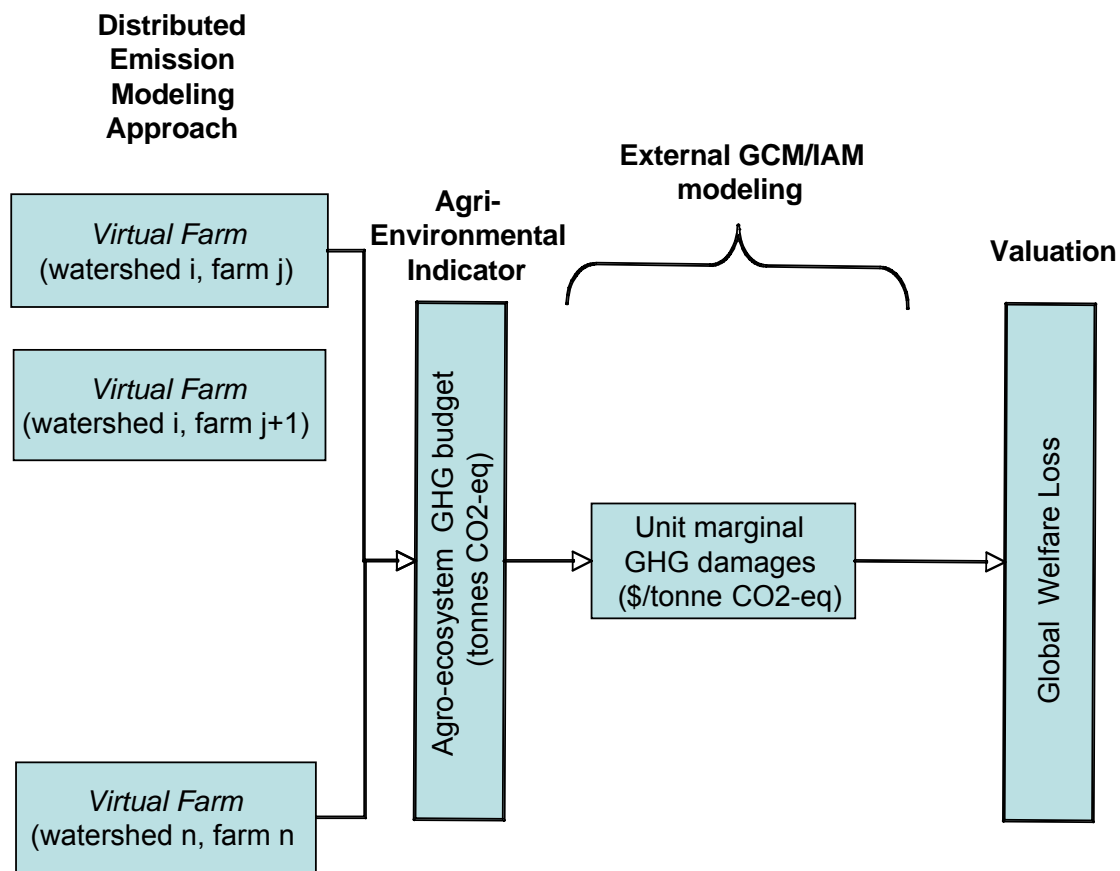 Distributed
Emission
Modeling
Approach
Virtual Farm
(watershed i, farm j)
Virtual Farm
(watershed i, farm j+1)
Virtual Farm
(watershed n, farm n
Agri-
Environmental
Indicator
Agro-ecosystem GHG budget
(tonnes CO2-eq)
External GCM/IAM
modeling
Unit marginal
GHG damages
($/tonne CO2-eq)
Valuation
Global Welfare Loss